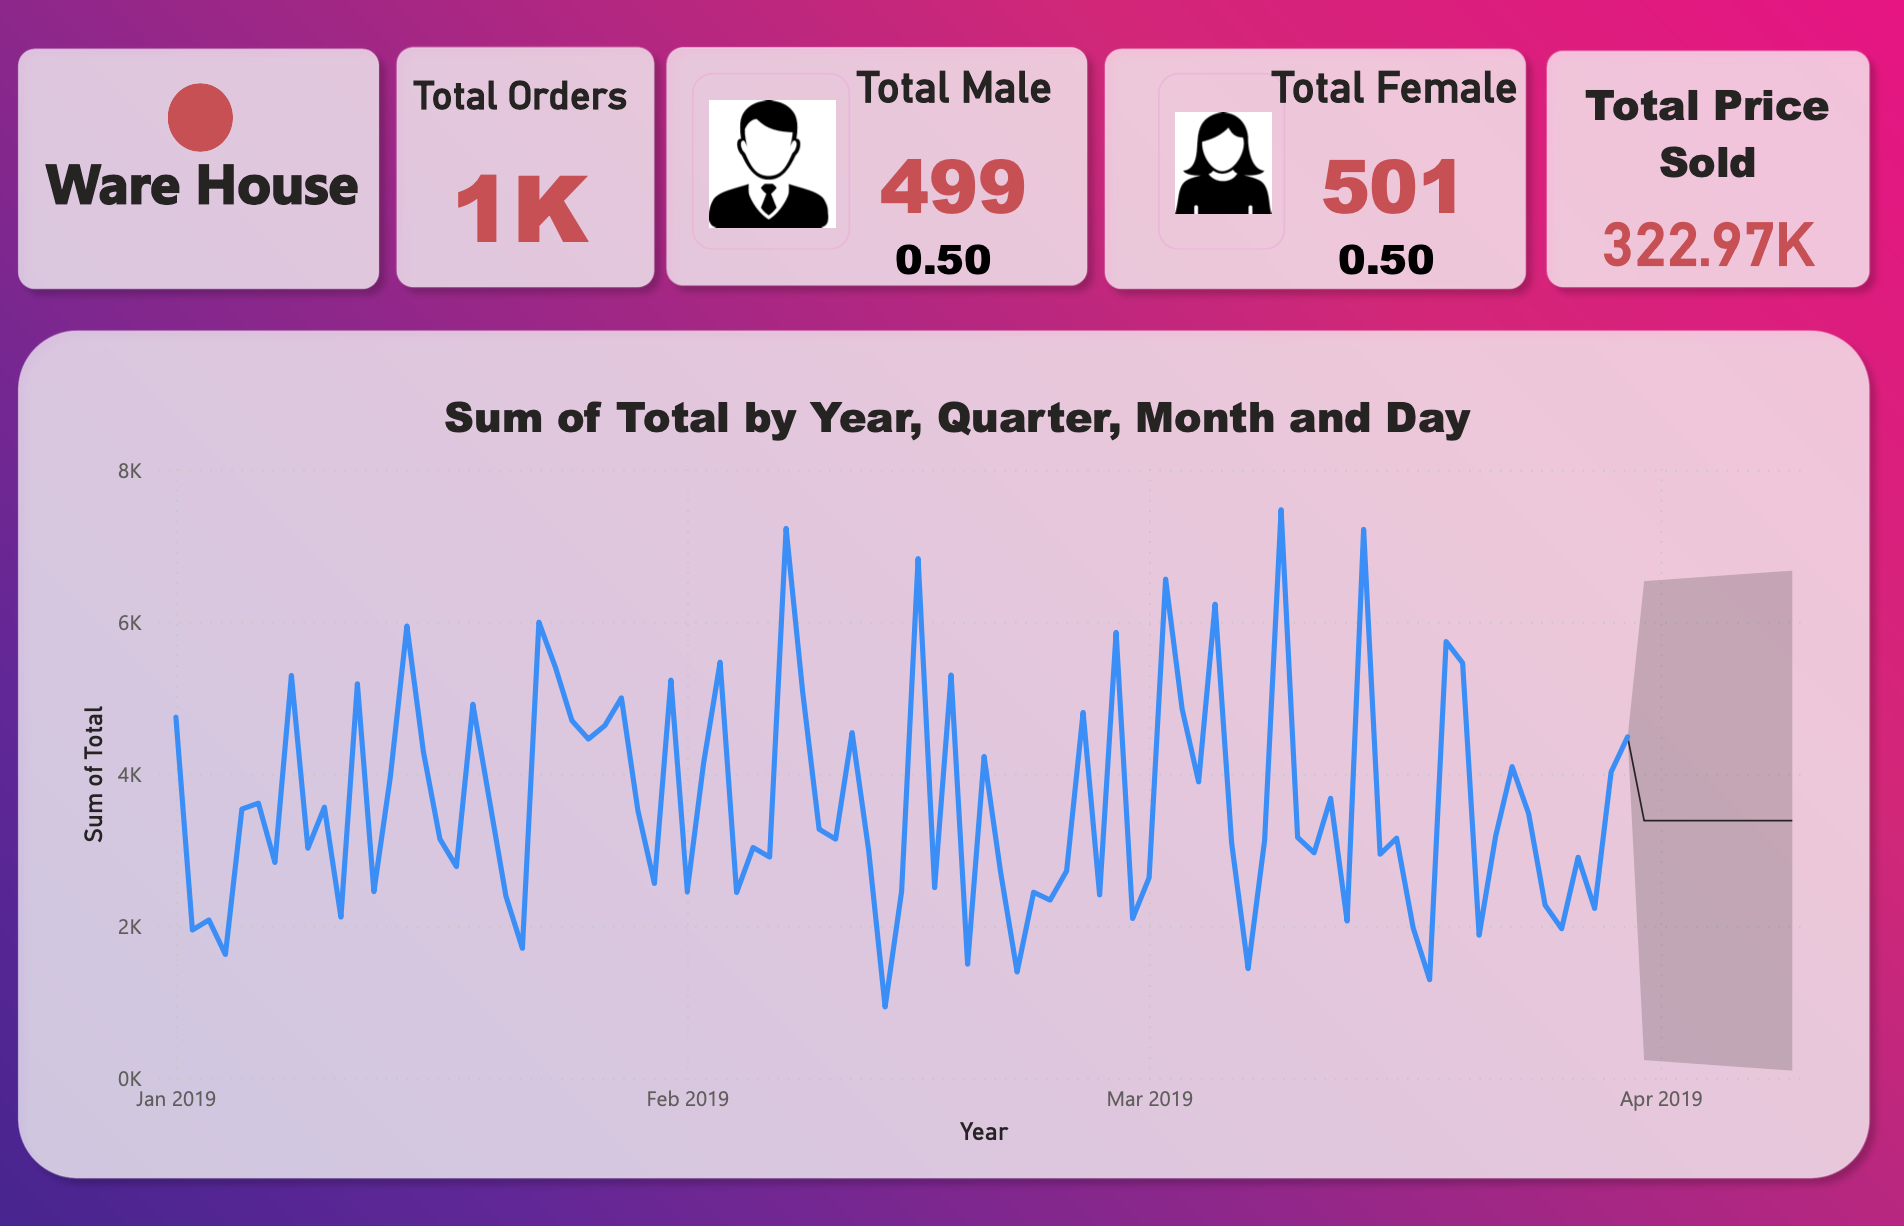 Ware House
Total Orders
1K
Total Male
499
0.50
Total Female
501
0.50
Total Price
Sold
322.97K
Sum of Total by Year, Quarter, Month and Day
8K
6K
4K
2K
0K
Sum of Total
Jan 2019
Feb 2019
Mar 2019
Apr 2019
Year